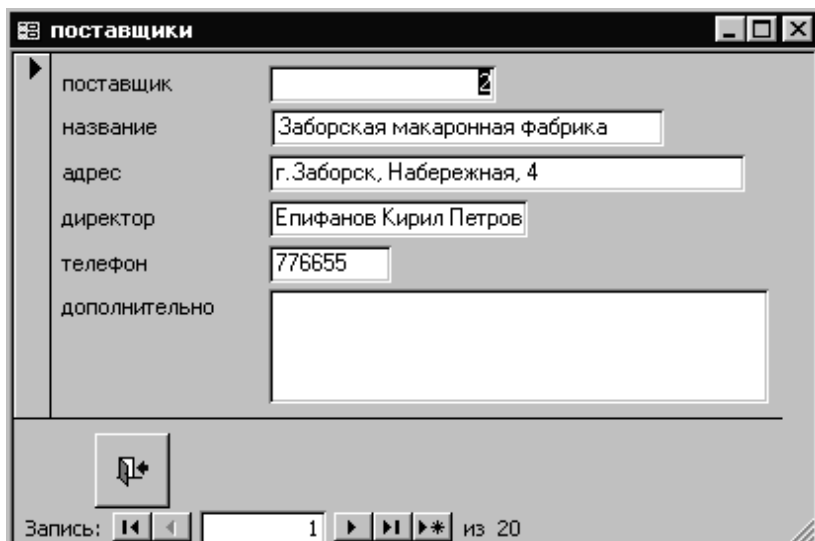 поставщики
поставщик 2
название Заборская макаронная фабрика
адрес г.Заборск, Набережная, 4
директор Епифанов Кирил Петров
телефон 776655
дополнительно
Запись: 1 из 20